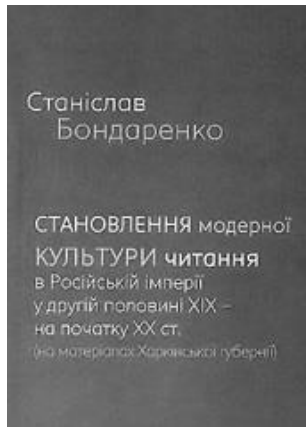 Станіслав
Бондаренко
СТАНОВЛЕННЯ модерної
КУЛЬТУРИ читання
в Російській імперії
у другій половині XIX –
на початку XX ст.
(на матеріалах Харківської губернії)